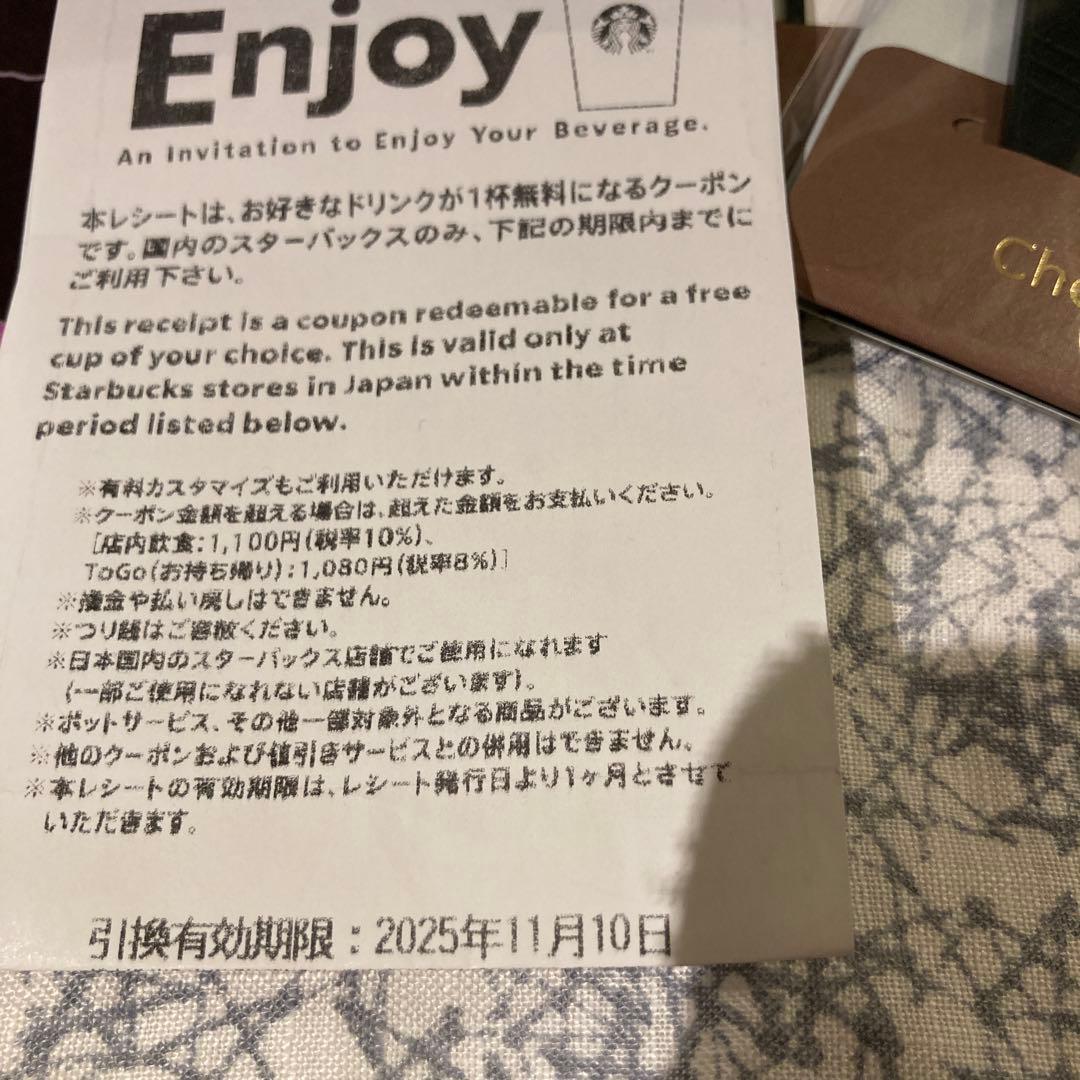 Enjoy
An Invitation to Enjoy Your Beverage.
本レシートは、お好きなドリンクが1杯無料になるクーポン
です。国内のスターバックスのみ、下記の期限内までに
ご利用下さい。
This receipt is a coupon redeemable for a free
cup of your choice. This is valid only at
Starbucks stores in Japan within the time
period listed below.
※有料カスタマイズもご利用いただけます。
※クーポン金額を超える場合は、超えた金額をお支払いください。
[店内飲食:1,100円(税率10%)、
ToGo(お持ち帰り):1,080円(税率8%)]
※換金や払い戻しはできません。
※つり銭はご容赦ください。
※日本国内のスターバックス店舗でご使用になれます
(一部ご使用になれない店舗がございます)。
※ポットサービス、その他一部対象外となる商品がございます。
※他のクーポンおよび値引きサービスとの併用はできません。
※本レシートの有効期限は、レシート発行日より1ヶ月とさせて
いただきます。
引換有効期限:2025年11月10日